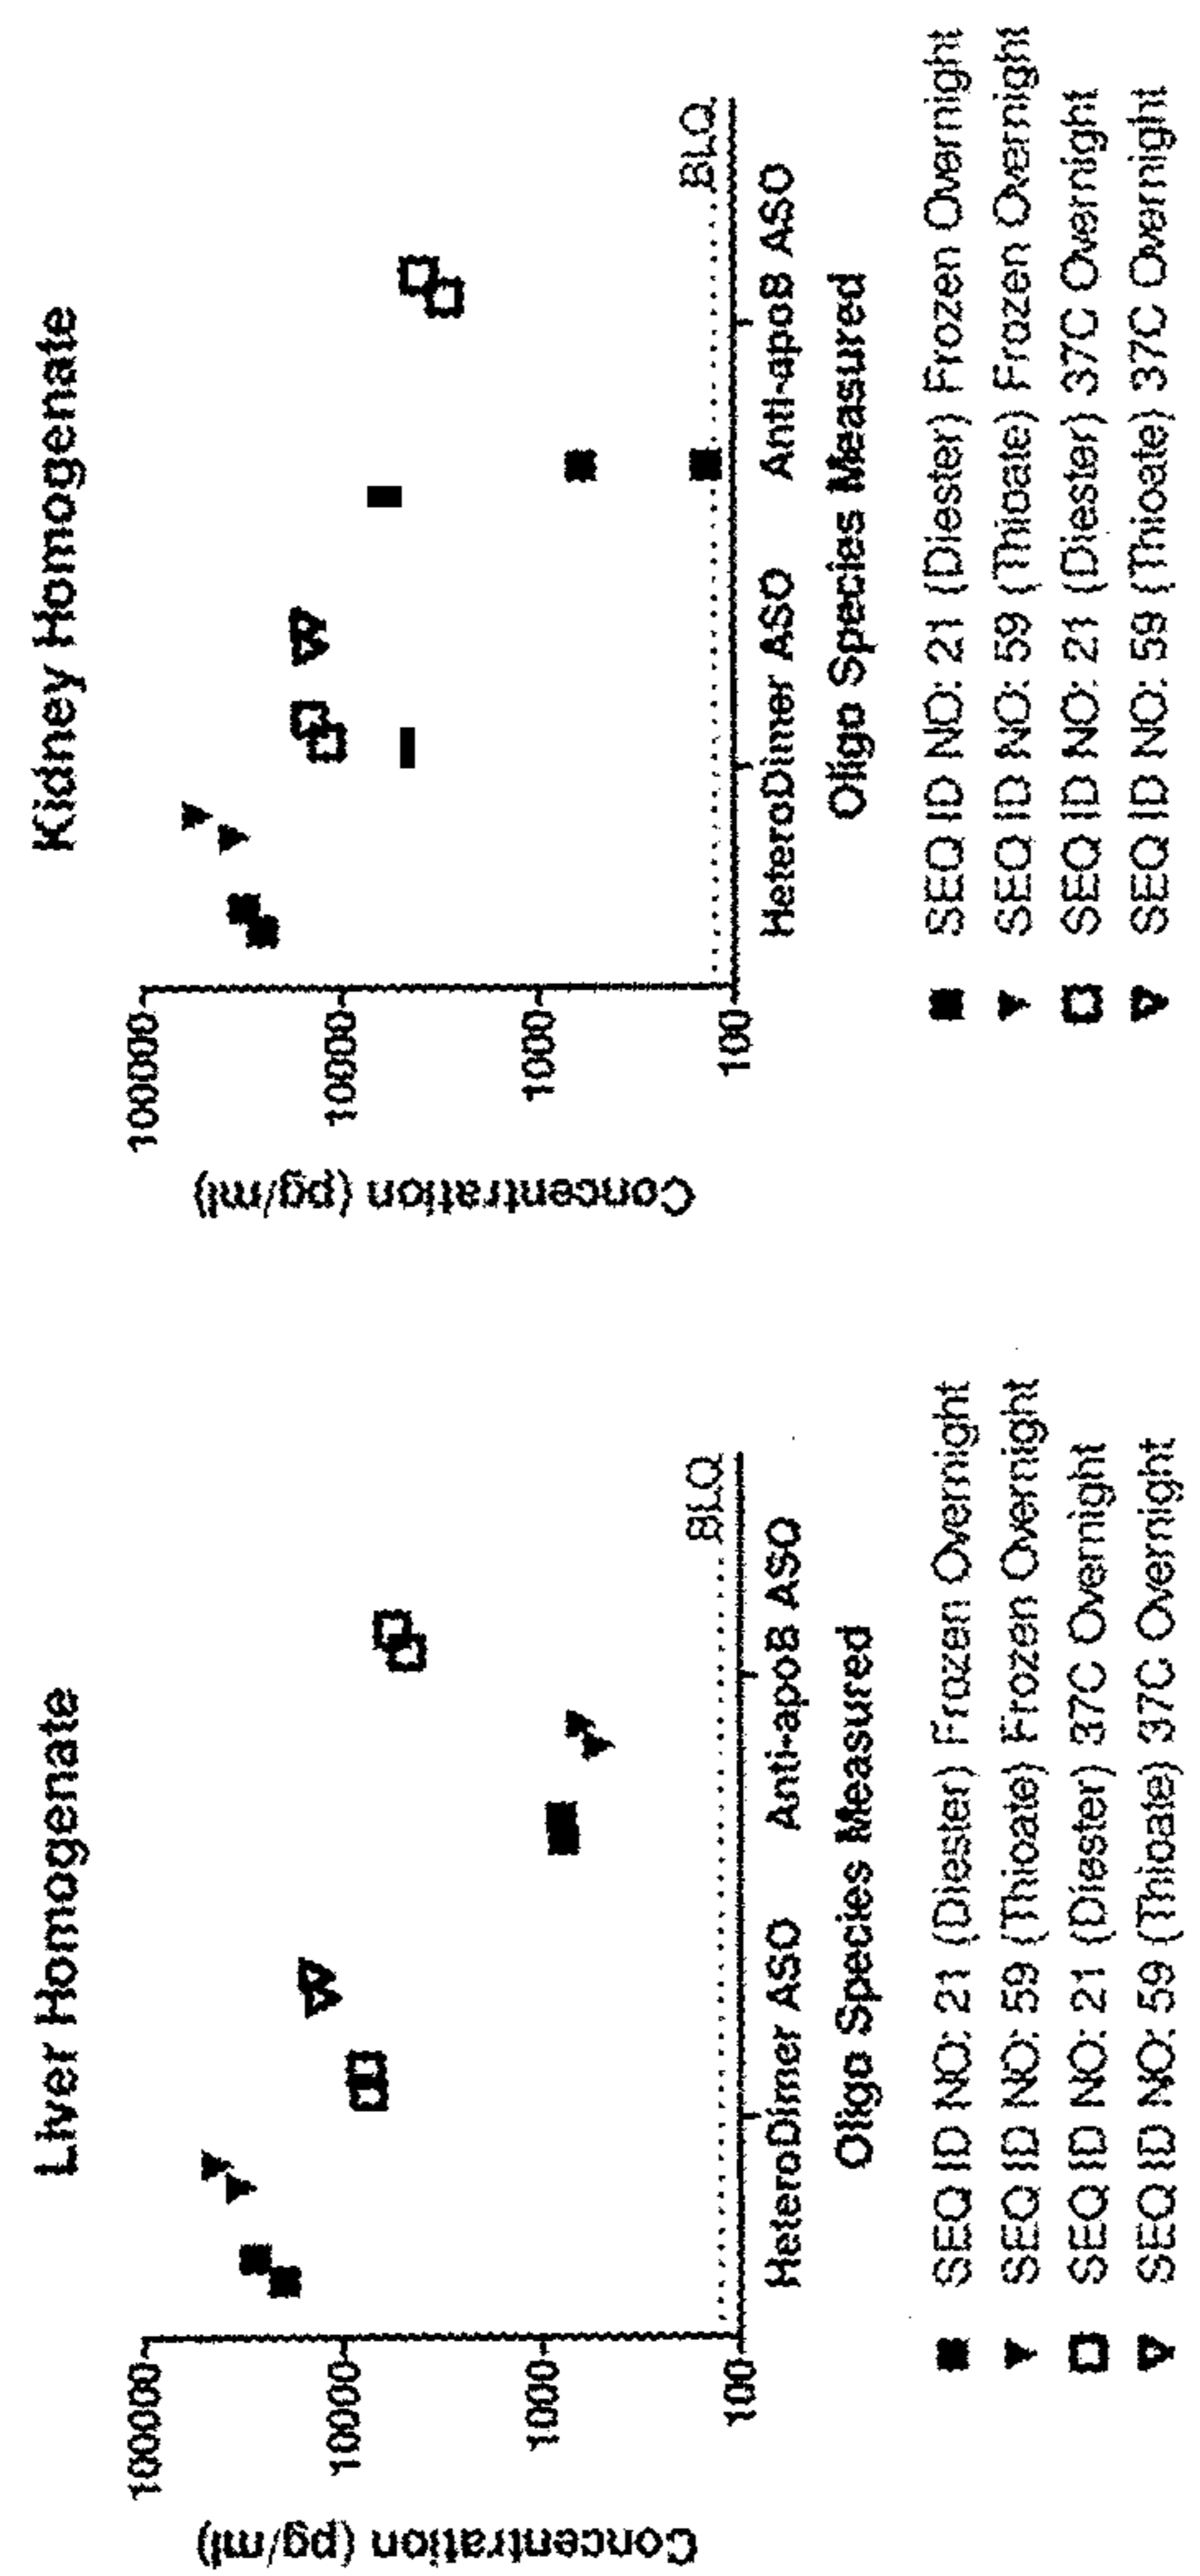 Liver Homogenate
Concentration (pg/ml)
100000
10000
1000
100
BLQ
HeteroDimer ASO
Anti-apoB ASO
Oligo Species Measured
SEQ ID NO: 21 (Diester) Frozen Overnight
SEQ ID NO: 59 (Thioate) Frozen Overnight
SEQ ID NO: 21 (Diester) 37C Overnight
SEQ ID NO: 59 (Thioate) 37C Overnight
Kidney Homogenate
Concentration (pg/ml)
100000
10000
1000
100
BLQ
HeteroDimer ASO
Anti-apoB ASO
Oligo Species Measured
SEQ ID NO: 21 (Diester) Frozen Overnight
SEQ ID NO: 59 (Thioate) Frozen Overnight
SEQ ID NO: 21 (Diester) 37C Overnight
SEQ ID NO: 59 (Thioate) 37C Overnight